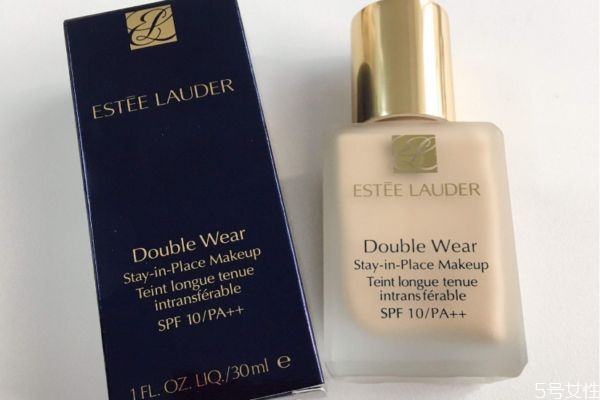 ESTĒE LAUDER
Double Wear
Stay-in-Place Makeup
Teint longue tenue
intransférable
SPF 10/PA++
1 FL. OZ. LIQ./30ml e
ESTĒE LAUDER
Double Wear
Stay-in-Place Makeup
Teint longue tenue
intransférable
SPF 10/PA++
5号女性